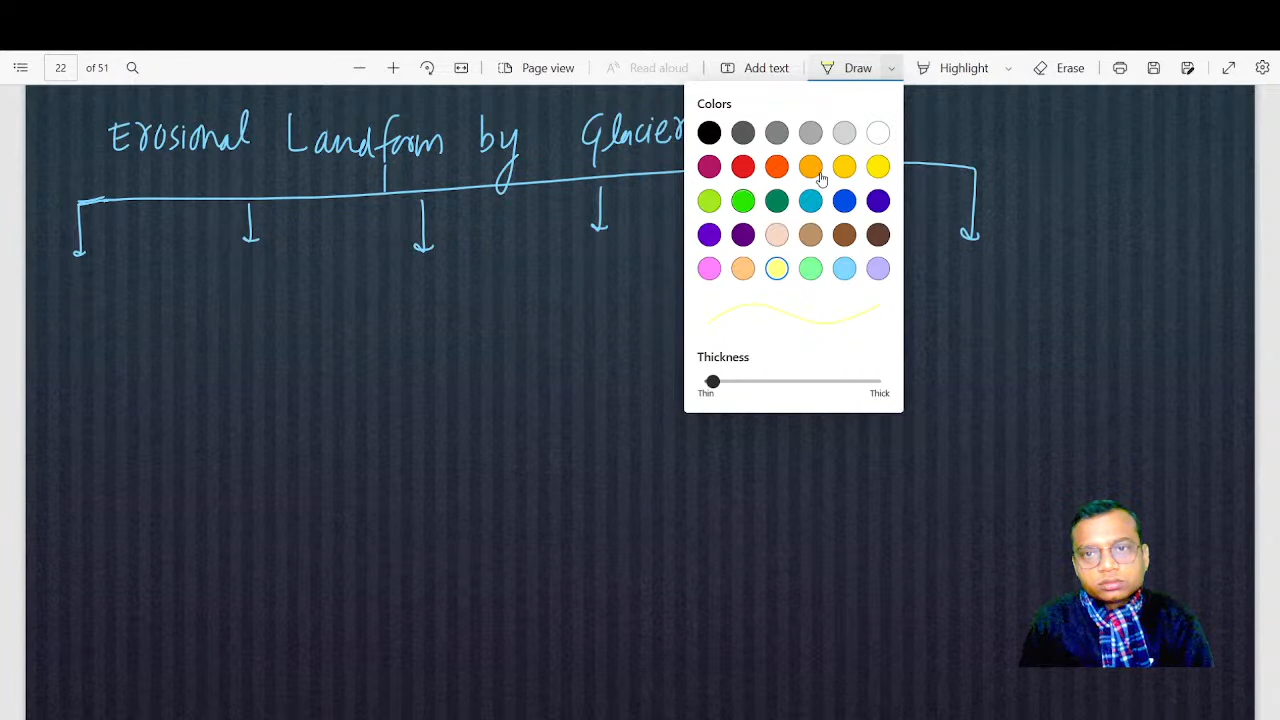 22 of 51 Page view Read aloud Add text Draw Highlight Erase
Erosional Landform by Glacier
Colors
Thickness
Thin Thick